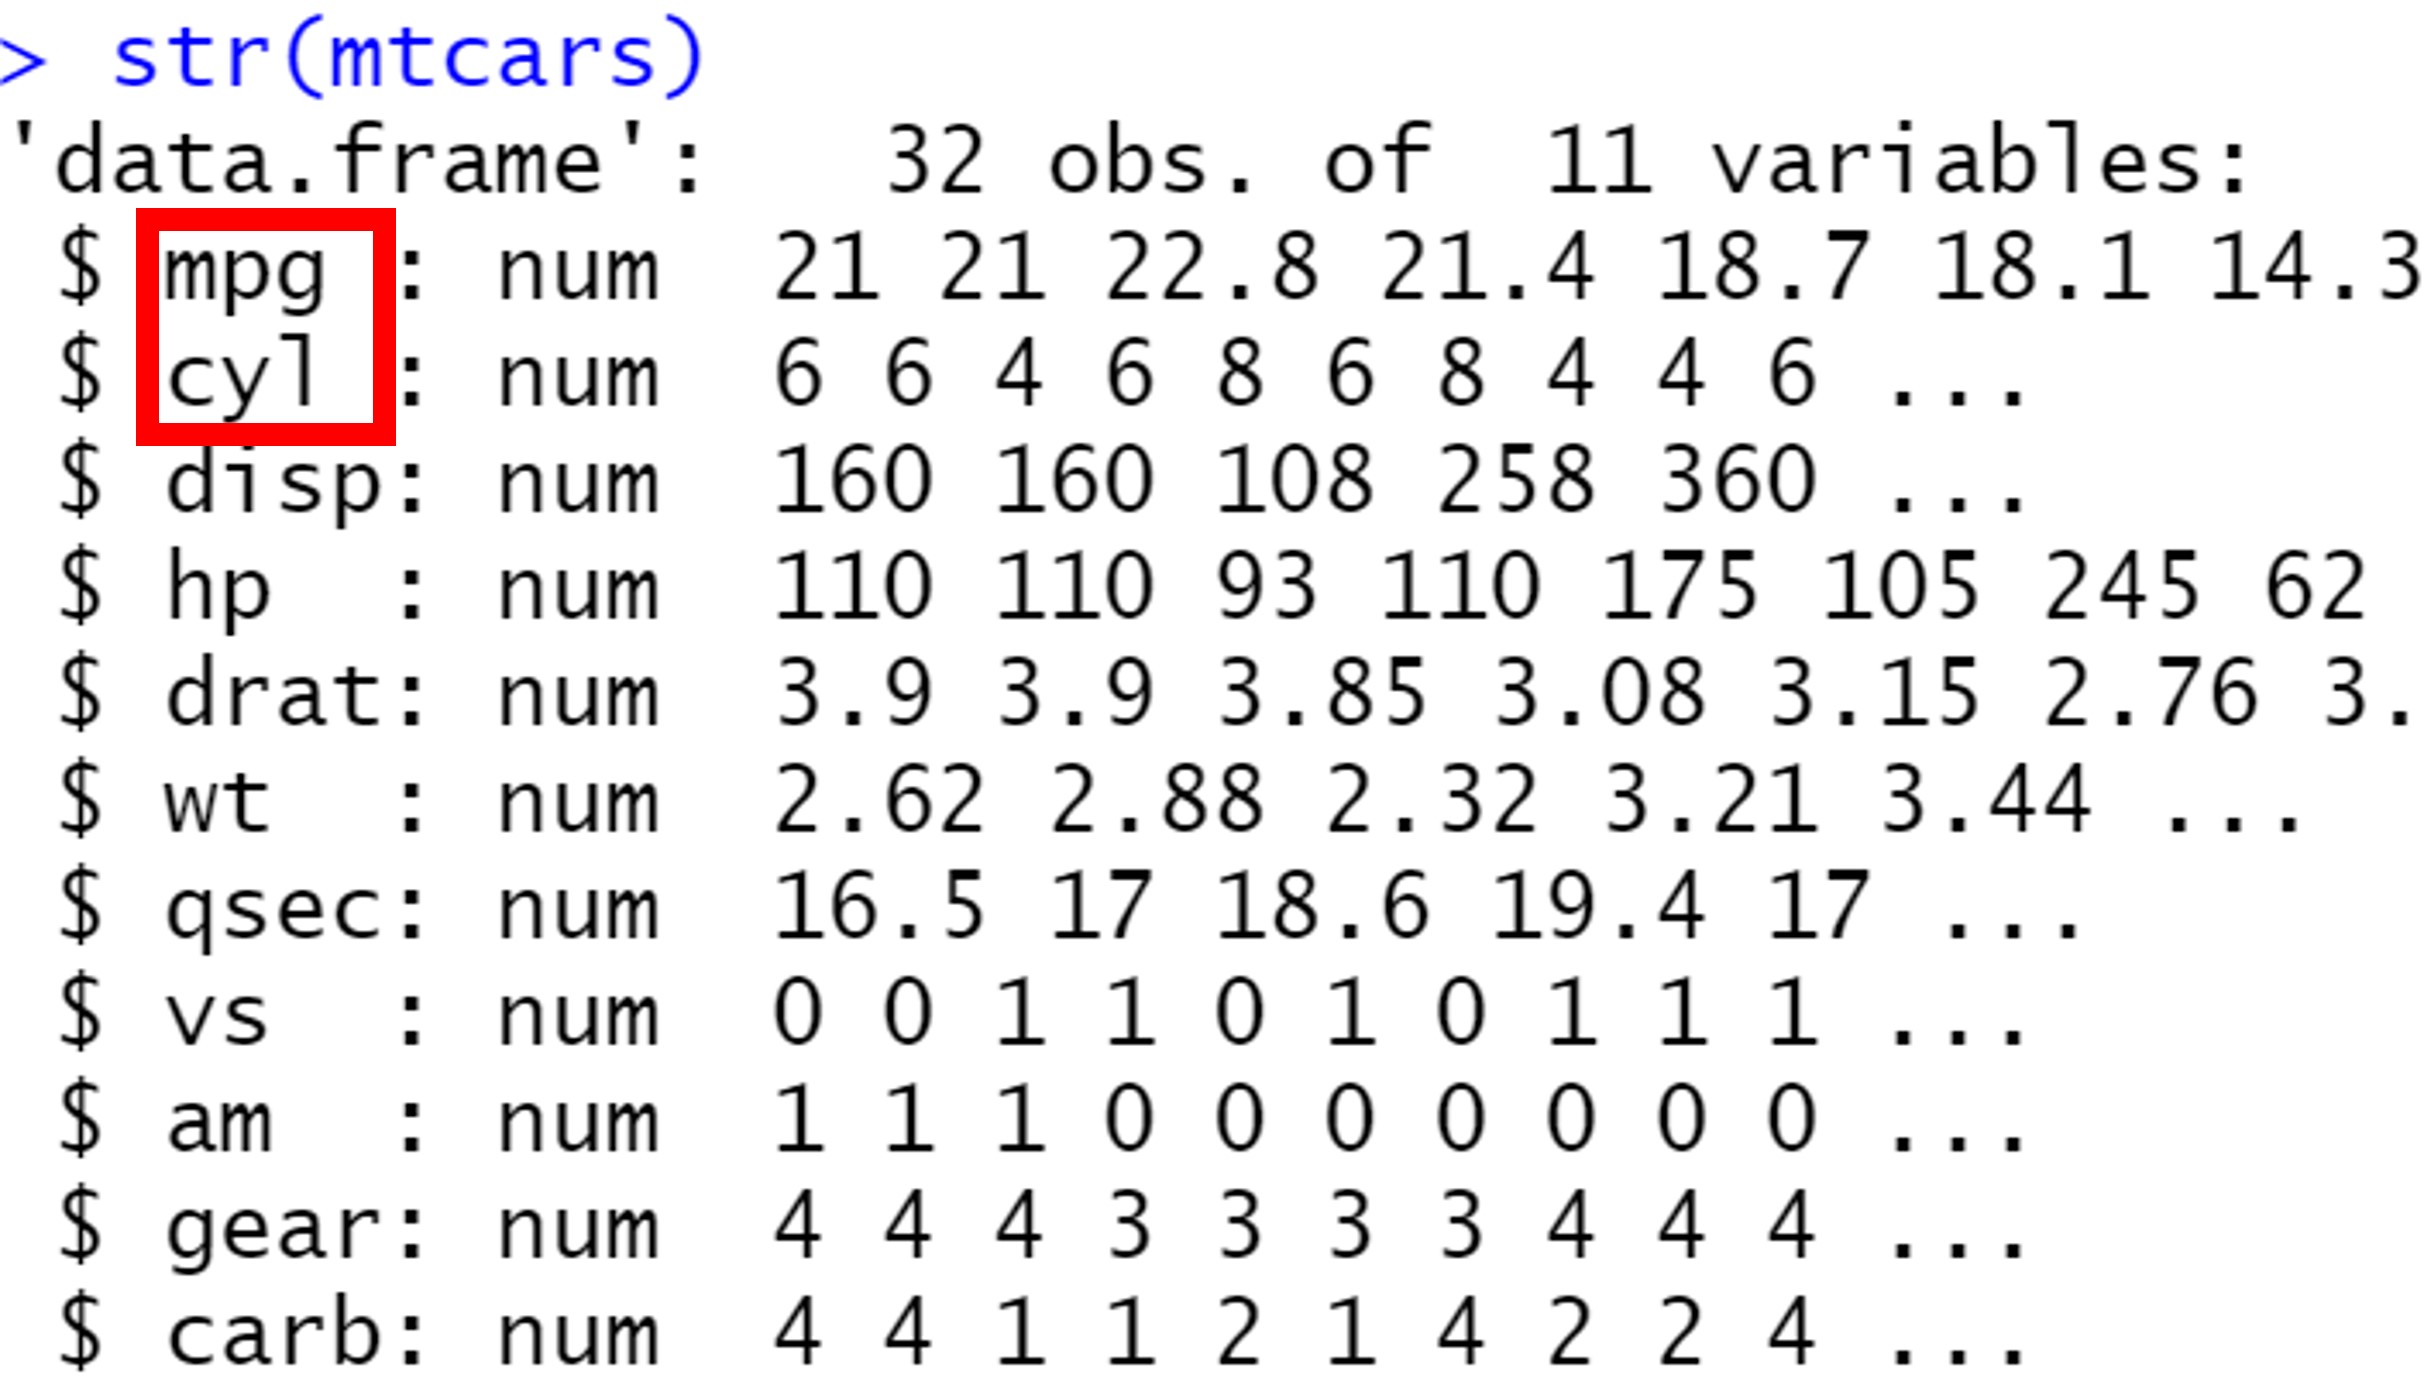 > str(mtcars)
'data.frame':   32 obs. of  11 variables:
 $ mpg : num  21 21 22.8 21.4 18.7 18.1 14.3
 $ cyl : num  6 6 4 6 8 6 8 4 4 6 ...
 $ disp: num  160 160 108 258 360 ...
 $ hp  : num  110 110 93 110 175 105 245 62
 $ drat: num  3.9 3.9 3.85 3.08 3.15 2.76 3.
 $ wt  : num  2.62 2.88 2.32 3.21 3.44 ...
 $ qsec: num  16.5 17 18.6 19.4 17 ...
 $ vs  : num  0 0 1 1 0 1 0 1 1 1 ...
 $ am  : num  1 1 1 0 0 0 0 0 0 0 ...
 $ gear: num  4 4 4 3 3 3 3 4 4 4 ...
 $ carb: num  4 4 1 1 2 1 4 2 2 4 ...